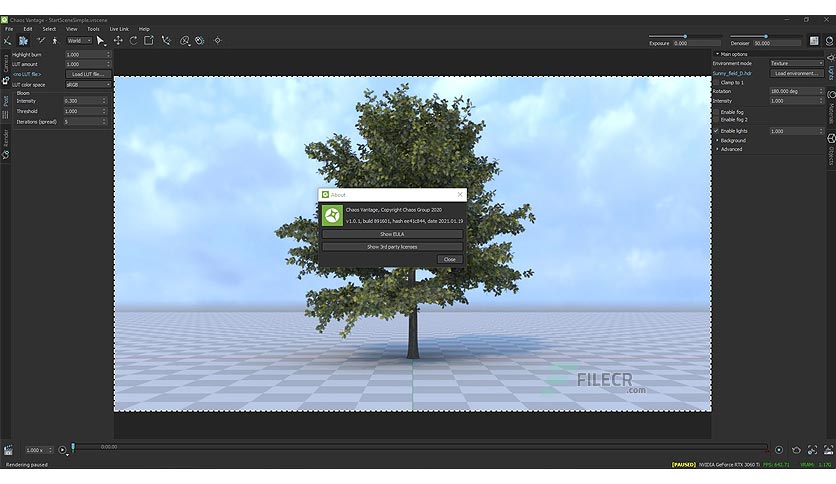 Chaos Vantage - StartSceneSimple.vrscene
File Edit Select View Tools Live Link Help
World
Exposure 0.000
Denoiser 50.000
Camera
Post
Render
Highlight burn 1.000
LUT amount 1.000
<no LUT file> Load LUT file...
LUT color space sRGB
Bloom
Intensity 0.300
Threshold 1.000
Iterations (spread) 5
About
Chaos Vantage, Copyright Chaos Group 2020
v1.0.1, build 891601, hash ee41c844, date 2021.01.19
Show EULA
Show 3rd party licenses
Close
FILECR
.com
Main options
Environment mode Texture
Sunny_field_D.hdr Load environment...
Clamp to 1
Rotation 180.000 deg
Intensity 1.000
Enable fog
Enable fog 2
Enable lights 1.000
Background
Advanced
Lights
Materials
Objects
1.000 x
0:00.00
Rendering paused
[PAUSED] NVIDIA GeForce RTX 3060 Ti FPS: 642.71 VRAM: 1.17G